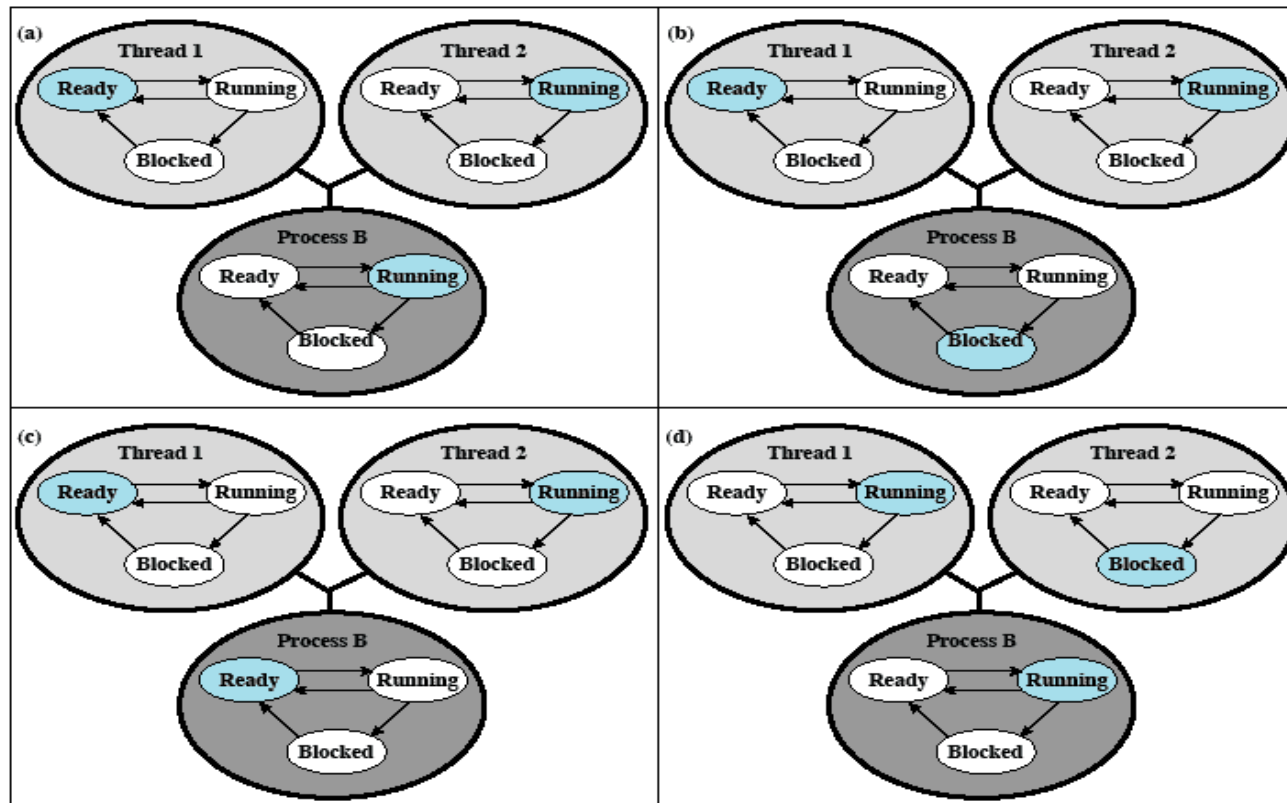 (a)
Thread 1
Ready
Running
Blocked
Thread 2
Ready
Running
Blocked
Process B
Ready
Running
Blocked
(b)
Thread 1
Ready
Running
Blocked
Thread 2
Ready
Running
Blocked
Process B
Ready
Running
Blocked
(c)
Thread 1
Ready
Running
Blocked
Thread 2
Ready
Running
Blocked
Process B
Ready
Running
Blocked
(d)
Thread 1
Ready
Running
Blocked
Thread 2
Ready
Running
Blocked
Process B
Ready
Running
Blocked